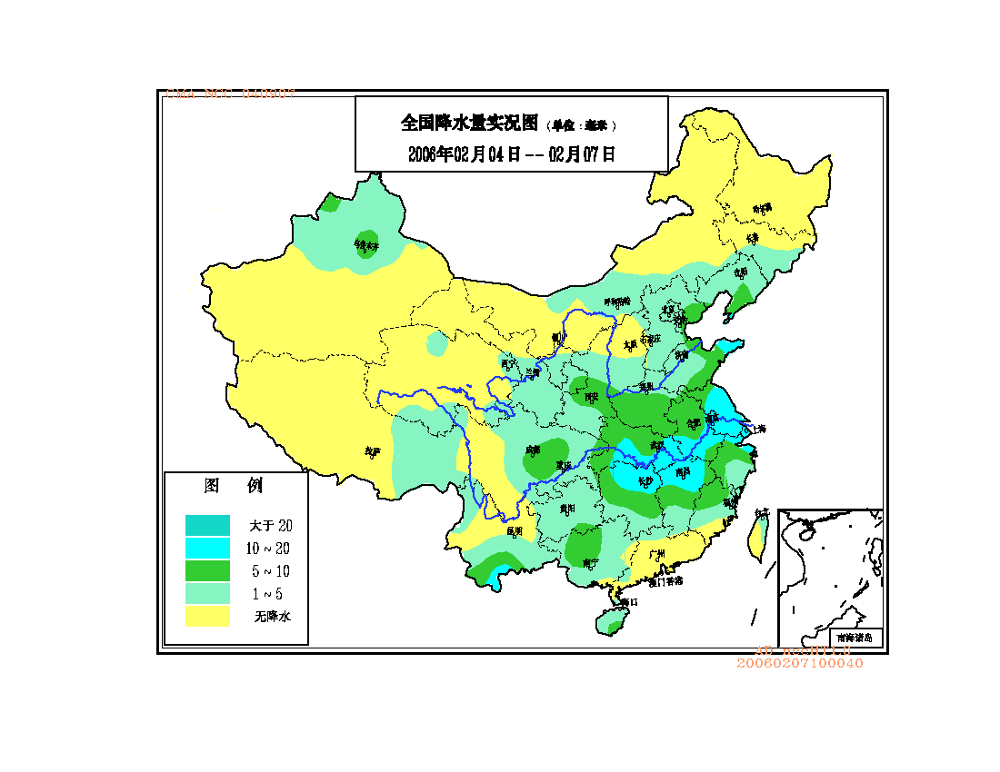 CMA NCC 040902
全国降水量实况图 (单位:毫米)
2006年02月04日--02月07日
哈尔滨
长春
乌鲁木齐
沈阳
呼和浩特
北京
天津
银川
太原
石家庄
济南
西宁
兰州
郑州
西安
合肥
南京
上海
拉萨
成都
武汉
重庆
长沙
南昌
贵阳
福州
台北
昆明
广州
南宁
澳门香港
海口
图 例
大于 20
10~20
5~10
1~5
无降水
南海诸岛
20060207100040